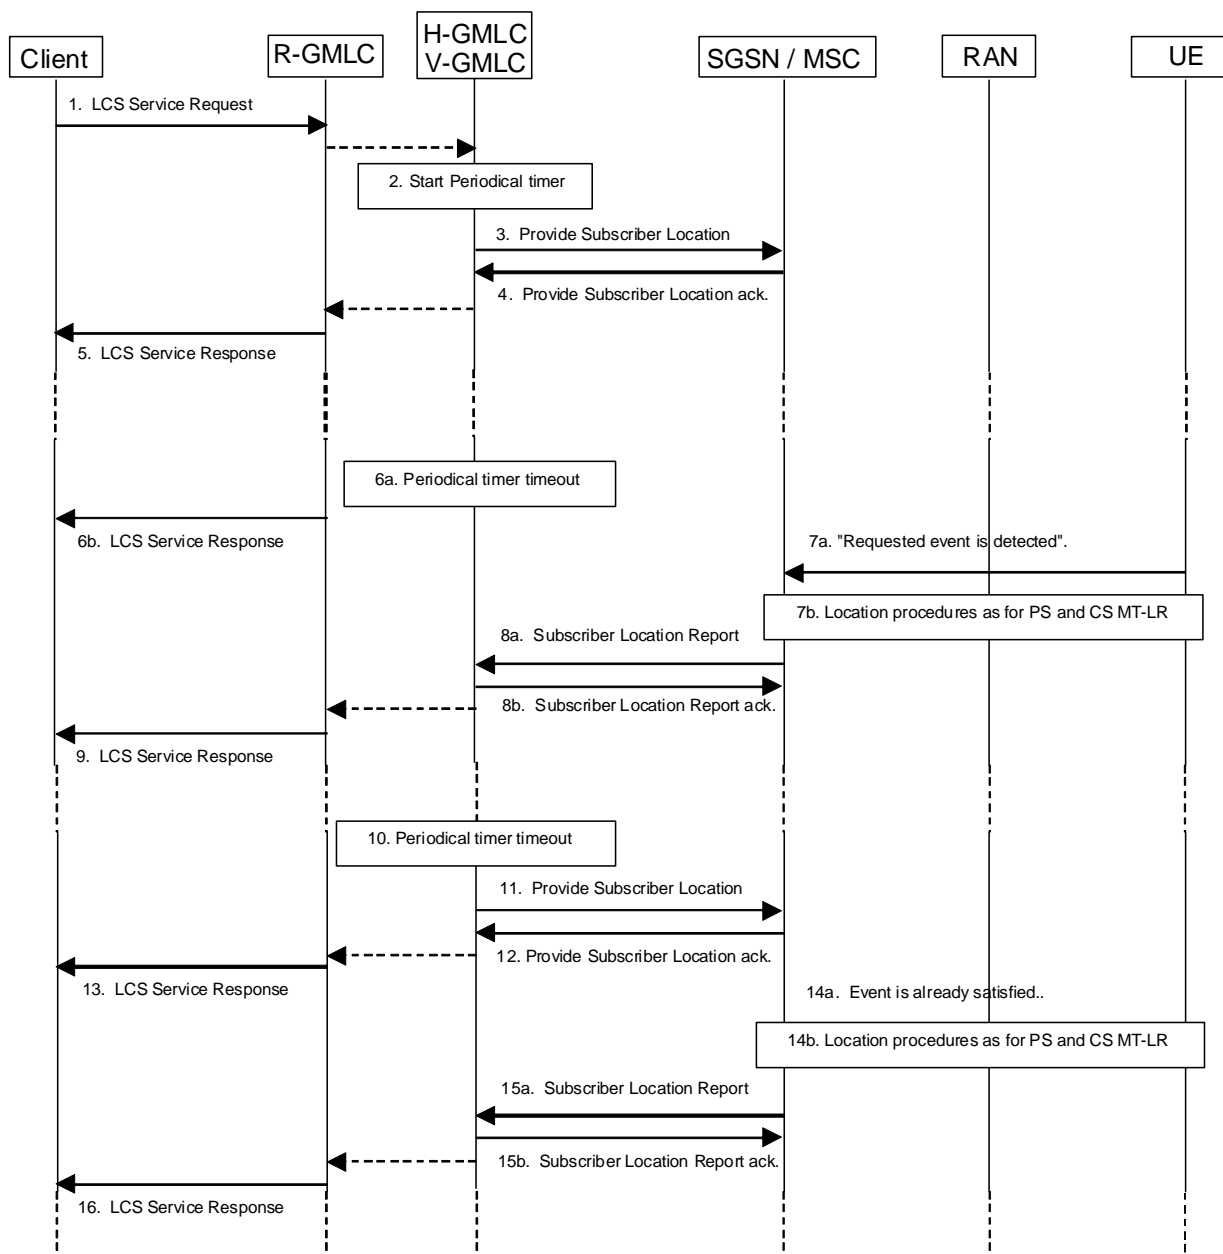 Client
R-GMLC
H-GMLC
V-GMLC
SGSN / MSC
RAN
UE
1. LCS Service Request
2. Start Periodical timer
3. Provide Subscriber Location
4. Provide Subscriber Location ack.
5. LCS Service Response
6a. Periodical timer timeout
6b. LCS Service Response
7a. "Requested event is detected".
7b. Location procedures as for PS and CS MT-LR
8a. Subscriber Location Report
8b. Subscriber Location Report ack.
9. LCS Service Response
10. Periodical timer timeout
11. Provide Subscriber Location
12. Provide Subscriber Location ack.
13. LCS Service Response
14a. Event is already satisfied..
14b. Location procedures as for PS and CS MT-LR
15a. Subscriber Location Report
15b. Subscriber Location Report ack.
16. LCS Service Response